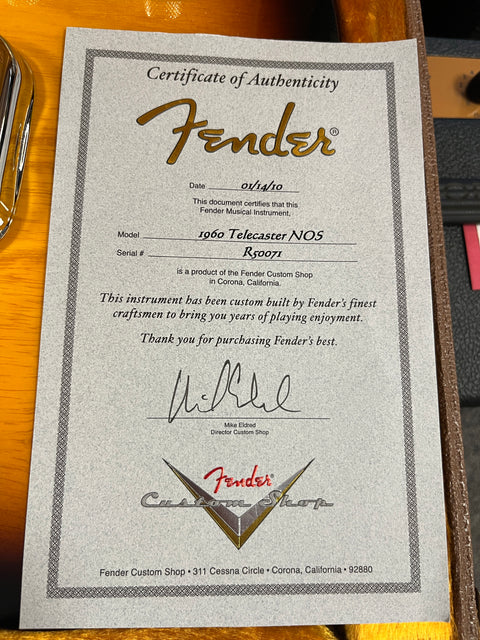 Certificate of Authenticity
Fender®
Date 01/14/10
This document certifies that this
Fender Musical Instrument.
Model 1960 Telecaster NOS
Serial # R50071
is a product of the Fender Custom Shop
in Corona, California.
This instrument has been custom built by Fender's finest
craftsmen to bring you years of playing enjoyment.
Thank you for purchasing Fender's best.
Mike Eldred
Mike Eldred
Director Custom Shop
Fender®
Custom Shop
Fender Custom Shop • 311 Cessna Circle • Corona, California • 92880